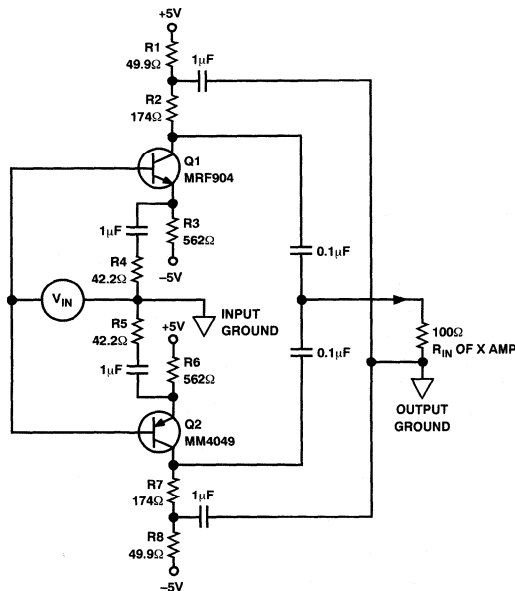 +5V
R1
49.9Ω
1μF
R2
174Ω
Q1
MRF904
1μF
R3
562Ω
R4
42.2Ω
–5V
0.1μF
VIN
INPUT
GROUND
R5
42.2Ω
+5V
100Ω
RIN OF X AMP
0.1μF
1μF
R6
562Ω
OUTPUT
GROUND
Q2
MM4049
R7
174Ω
1μF
R8
49.9Ω
–5V